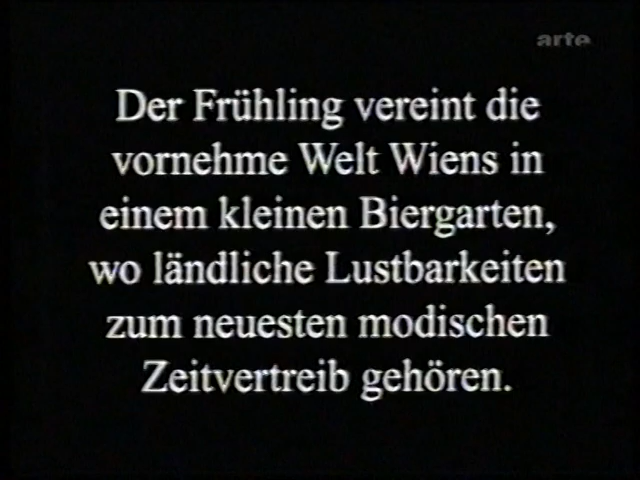 arte
Der Frühling vereint die
vornehme Welt Wiens in
einem kleinen Biergarten,
wo ländliche Lustbarkeiten
zum neuesten modischen
Zeitvertreib gehören.